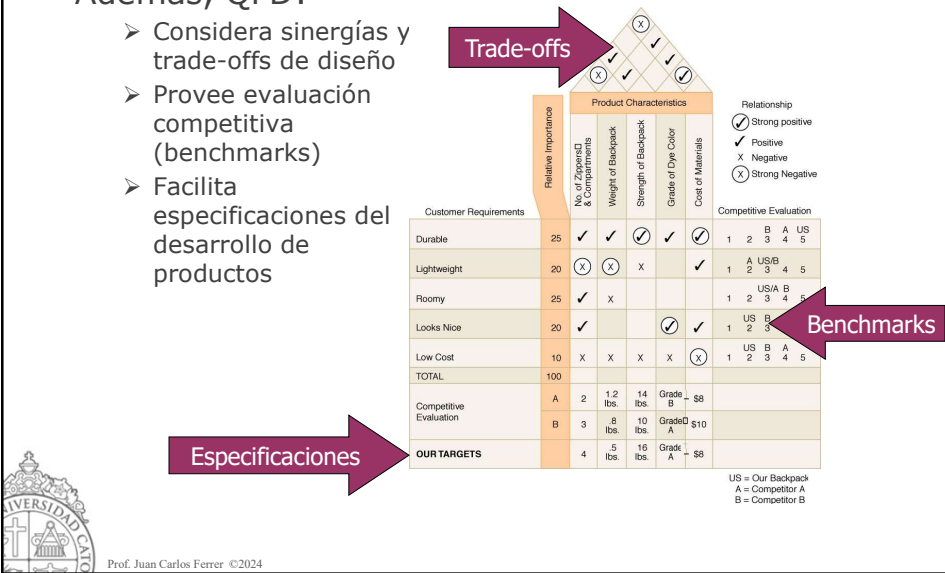 Además, QFD:
➢ Considera sinergías y
trade-offs de diseño
➢ Provee evaluación
competitiva
(benchmarks)
➢ Facilita
especificaciones del
desarrollo de
productos
Trade-offs
X
✓
✓ ✓
X ✓ ✓
Product Characteristics
Relationship
✓ Strong positive
✓ Positive
X Negative
X Strong Negative
Customer Requirements
Relative Importance
No. of Zippers
& Compartments
Weight of Backpack
Strength of Backpack
Grade of Dye Color
Cost of Materials
Competitive Evaluation
B A US
Durable 25 ✓ ✓ ✓ ✓ ✓ 1 2 3 4 5
A US/B
Lightweight 20 X X X ✓ 1 2 3 4 5
US/A B
Roomy 25 ✓ X 1 2 3 4 5
US B
Looks Nice 20 ✓ ✓ ✓ 1 2 3
Benchmarks
US B A
Low Cost 10 X X X X X 1 2 3 4 5
TOTAL 100
Competitive
Evaluation
A 2 1.2 lbs. 14 lbs. Grade B $8
B 3 .8 lbs. 10 lbs. Grade A $10
Especificaciones
OUR TARGETS 4 .5 lbs. 16 lbs. Grade A $8
US = Our Backpack
A = Competitor A
B = Competitor B
Prof. Juan Carlos Ferrer ©2024